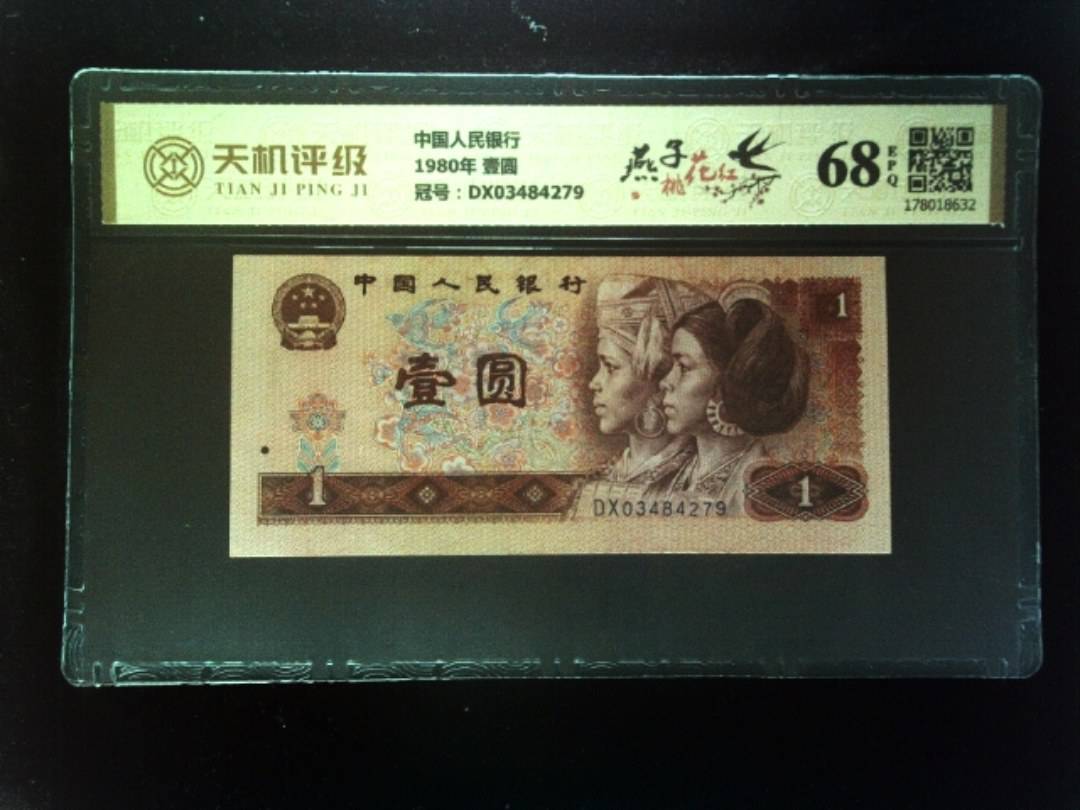 天机评级
TIAN JI PING JI
中国人民银行
1980年 壹圆
冠号：DX03484279
燕子桃花红
68
EPQ
178018632
中国人民银行
壹圆
1
1
1
DX03484279